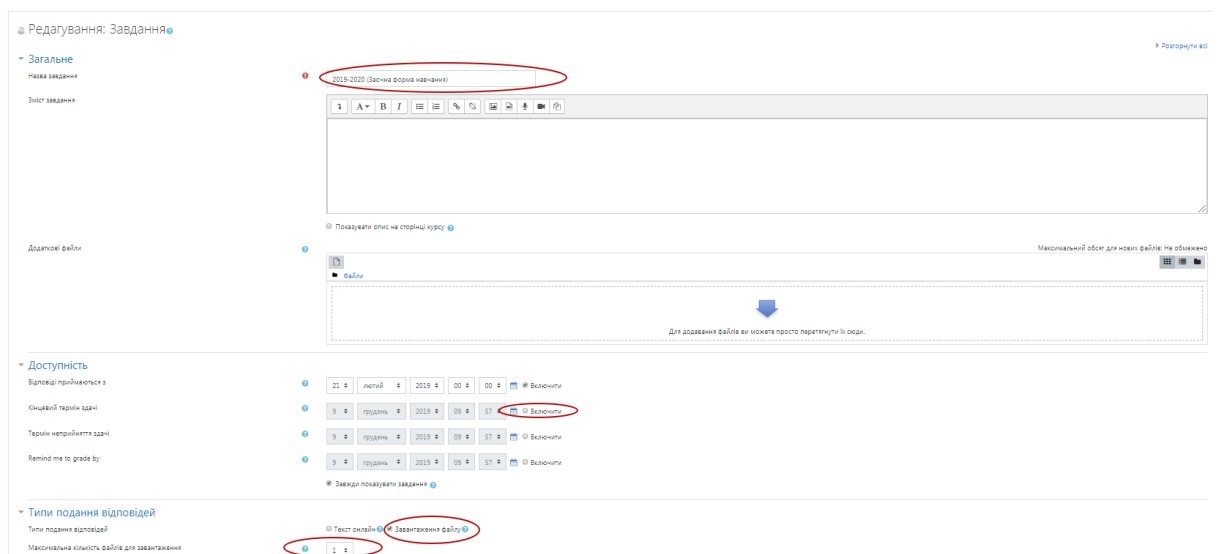 Редагування: Завдання
Розгорнути всі
Загальне
Назва завдання
2019-2020 (Заочна форма навчання)
Зміст завдання
A B I
Показувати опис на сторінці курсу
Додаткові файли
Максимальний обсяг для нових файлів: Не обмежено
Файли
Для додавання файлів ви можете просто перетягнути їх сюди.
Доступність
Відповіді приймаються з 21 лютий 2019 00 00 Включити
Кінцевий термін здачі 9 грудень 2019 09 57 Включити
Термін неприйняття здачі 9 грудень 2019 09 57 Включити
Remind me to grade by 9 грудень 2019 09 57 Включити
Завжди показувати завдання
Типи подання відповідей
Типи подання відповідей Текст онлайн Завантаження файлу
Максимальна кількість файлів для завантаження 1